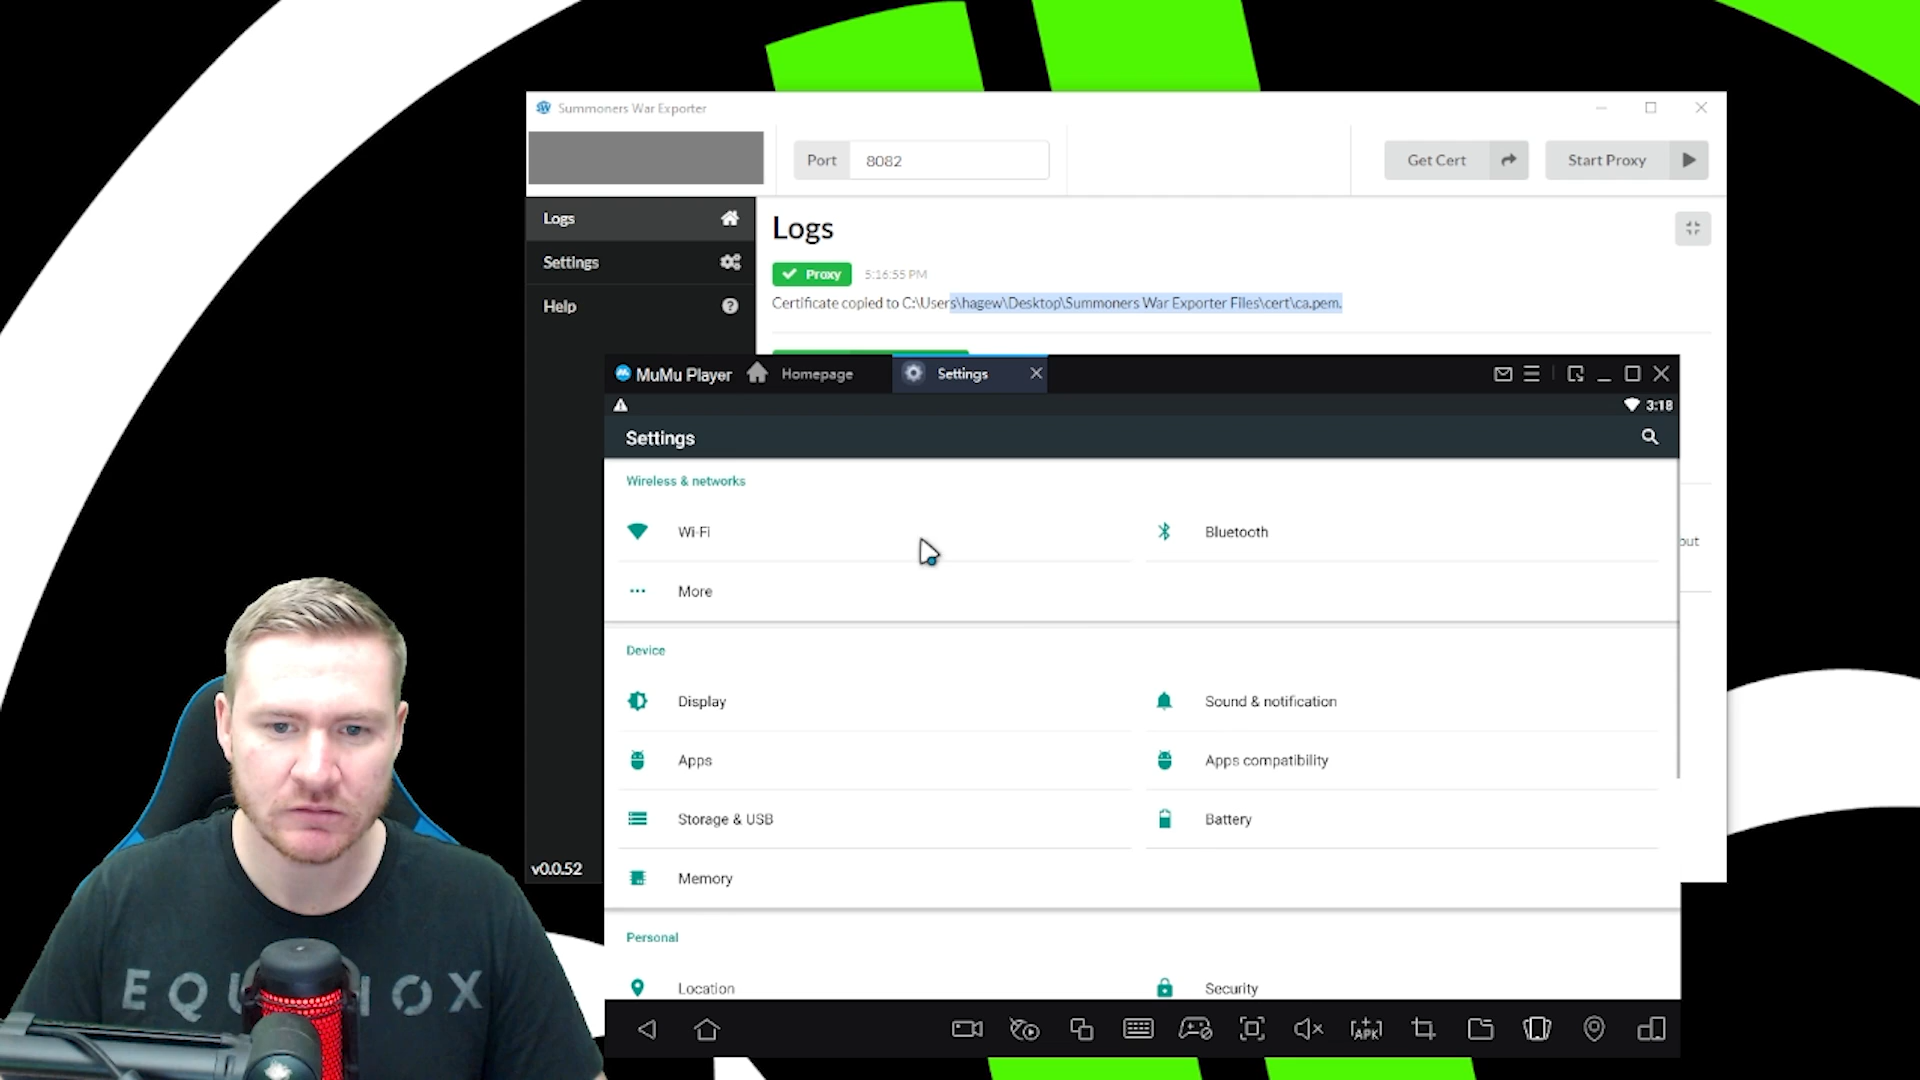 Summoners War Exporter
Port 8082
Get Cert
Start Proxy
Logs
Settings
Help
Logs
Proxy 5:16:55 PM
Certificate copied to C:\Users\hagew\Desktop\Summoners War Exporter Files\cert\ca.pem.
out
v0.0.52
MuMu Player Homepage Settings
3:18
Settings
Wireless & networks
Wi-Fi Bluetooth
More
Device
Display Sound & notification
Apps Apps compatibility
Storage & USB Battery
Memory
Personal
Location Security
APK